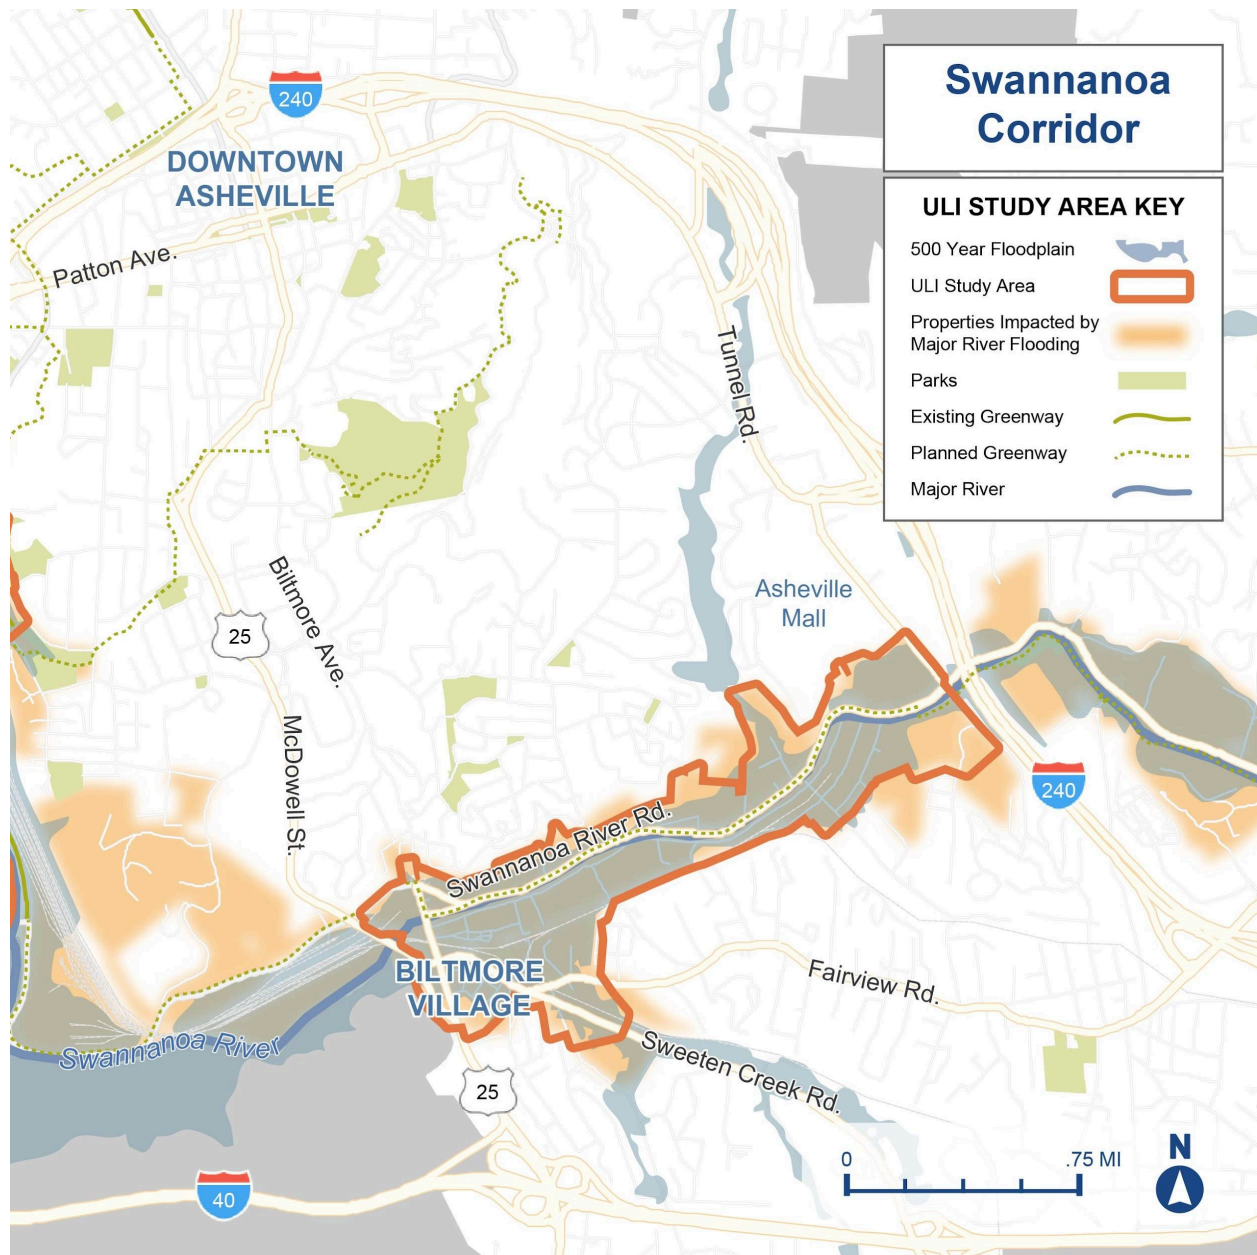 Swannanoa
Corridor
ULI STUDY AREA KEY
500 Year Floodplain
ULI Study Area
Properties Impacted by
Major River Flooding
Parks
Existing Greenway
Planned Greenway
Major River
240
DOWNTOWN
ASHEVILLE
Patton Ave.
Tunnel Rd.
Biltmore Ave.
25
Asheville
Mall
McDowell St.
240
Swannanoa River Rd.
BILTMORE
VILLAGE
Fairview Rd.
Swannanoa River
Sweeten Creek Rd.
25
40
0
.75 MI
N